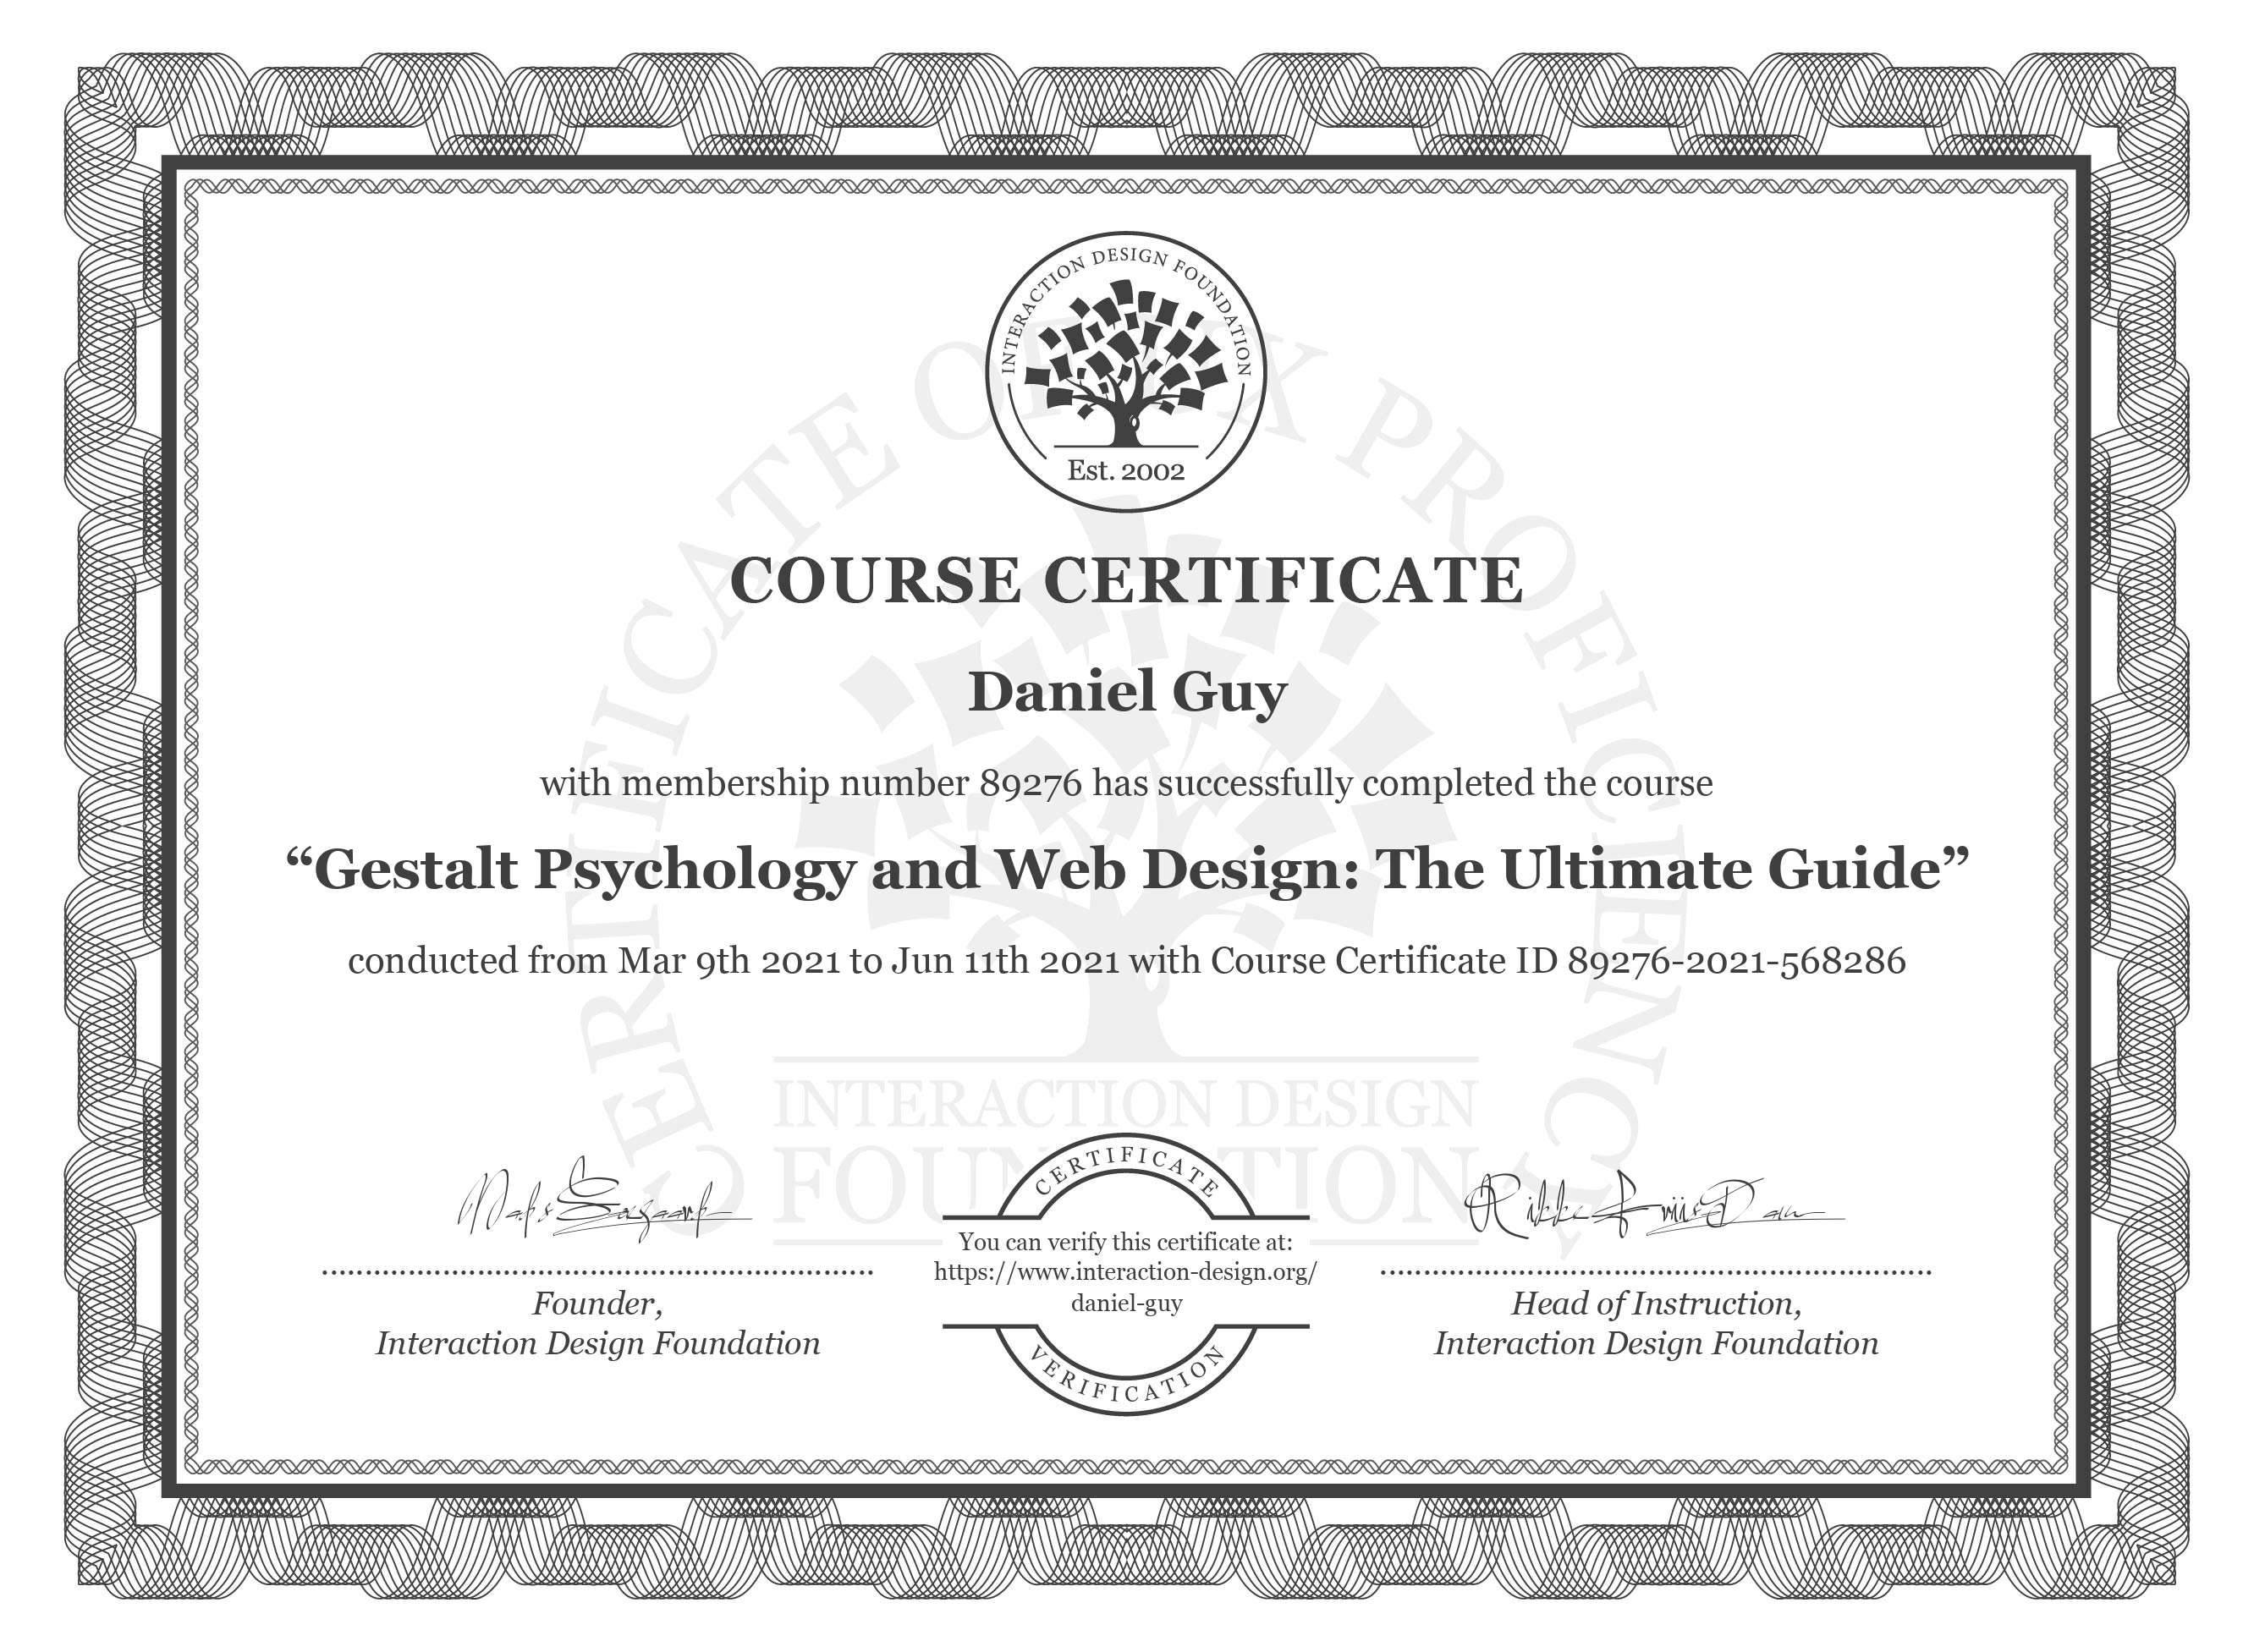 INTERACTION DESIGN FOUNDATION
Est. 2002
CERTIFICATE OF UX PROFICIENCY
COURSE CERTIFICATE
Daniel Guy
with membership number 89276 has successfully completed the course
“Gestalt Psychology and Web Design: The Ultimate Guide”
conducted from Mar 9th 2021 to Jun 11th 2021 with Course Certificate ID 89276-2021-568286
INTERACTION DESIGN
FOUNDATION
Founder,
Interaction Design Foundation
CERTIFICATE
You can verify this certificate at:
https://www.interaction-design.org/
daniel-guy
VERIFICATION
Rikke Friis Dam
Head of Instruction,
Interaction Design Foundation